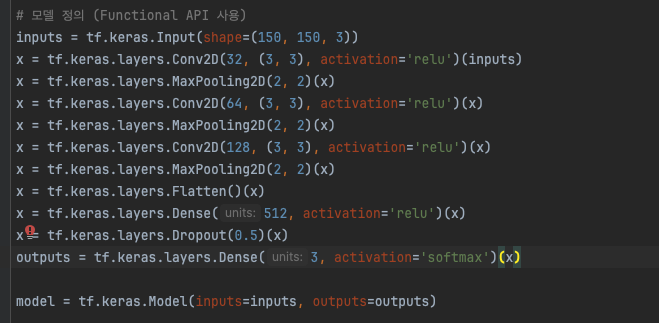 # 모델 정의 (Functional API 사용)
inputs = tf.keras.Input(shape=(150, 150, 3))
x = tf.keras.layers.Conv2D(32, (3, 3), activation='relu')(inputs)
x = tf.keras.layers.MaxPooling2D(2, 2)(x)
x = tf.keras.layers.Conv2D(64, (3, 3), activation='relu')(x)
x = tf.keras.layers.MaxPooling2D(2, 2)(x)
x = tf.keras.layers.Conv2D(128, (3, 3), activation='relu')(x)
x = tf.keras.layers.MaxPooling2D(2, 2)(x)
x = tf.keras.layers.Flatten()(x)
x = tf.keras.layers.Dense( units: 512, activation='relu')(x)
x = tf.keras.layers.Dropout(0.5)(x)
outputs = tf.keras.layers.Dense( units: 3, activation='softmax')(x)
model = tf.keras.Model(inputs=inputs, outputs=outputs)